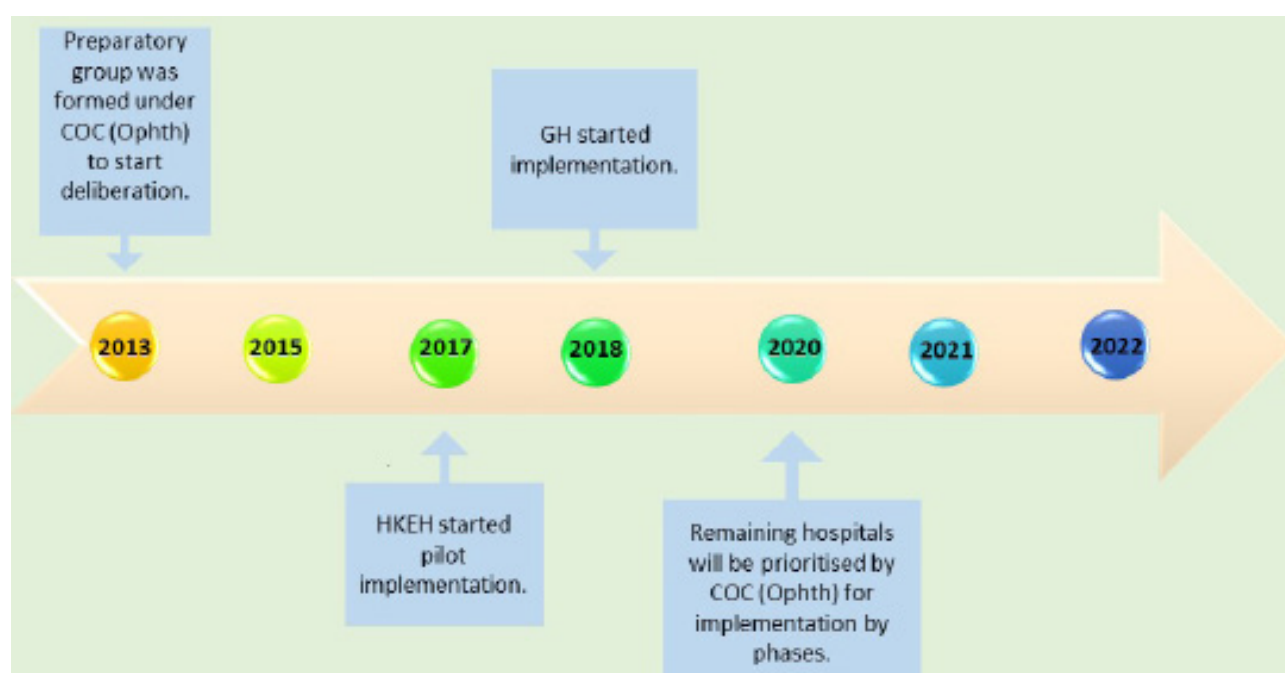 Preparatory
group was
formed under
COC (Ophth)
to start
deliberation.
GH started
implementation.
2013
2015
2017
2018
2020
2021
2022
HKEH started
pilot
implementation.
Remaining hospitals
will be prioritised by
COC (Ophth) for
implementation by
phases.